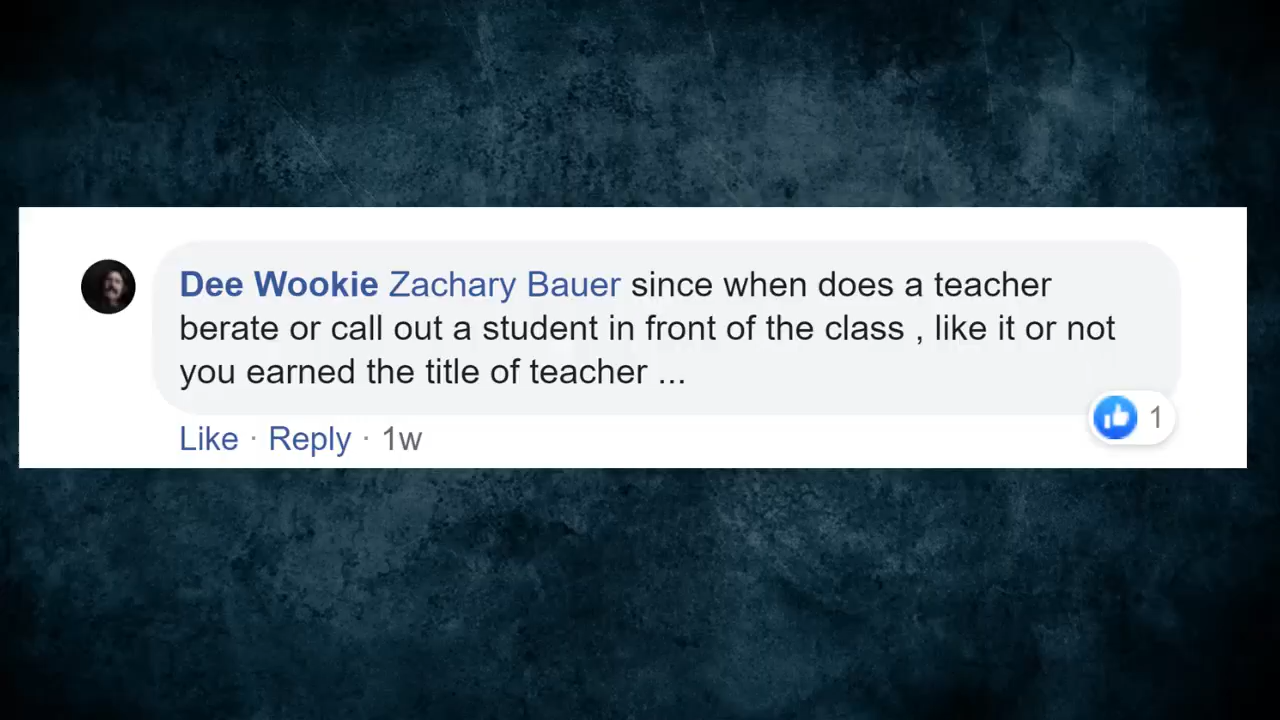 Dee Wookie Zachary Bauer since when does a teacher
berate or call out a student in front of the class , like it or not
you earned the title of teacher ...
1
Like · Reply · 1w